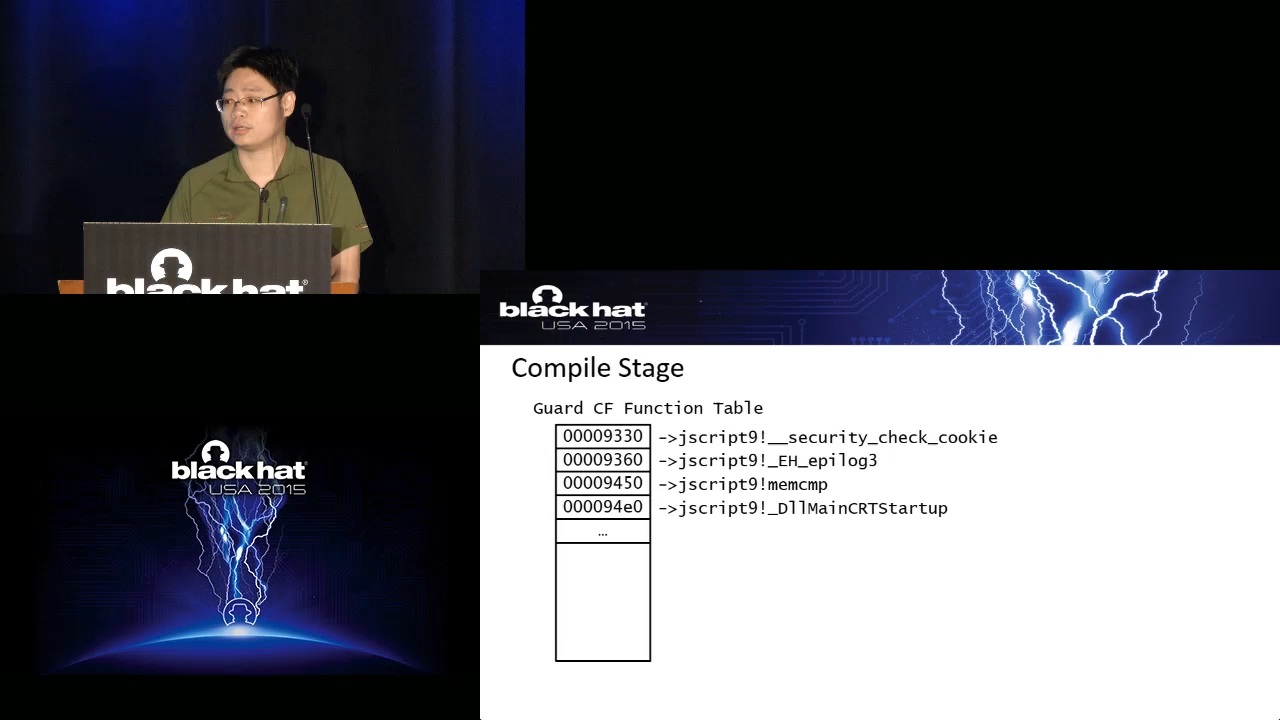 black hat®
black hat®
USA 2015
Compile Stage
Guard CF Function Table
00009330 ->jscript9!__security_check_cookie
00009360 ->jscript9!_EH_epilog3
00009450 ->jscript9!memcmp
000094e0 ->jscript9!_DllMainCRTStartup
…
black hat®
USA 2015